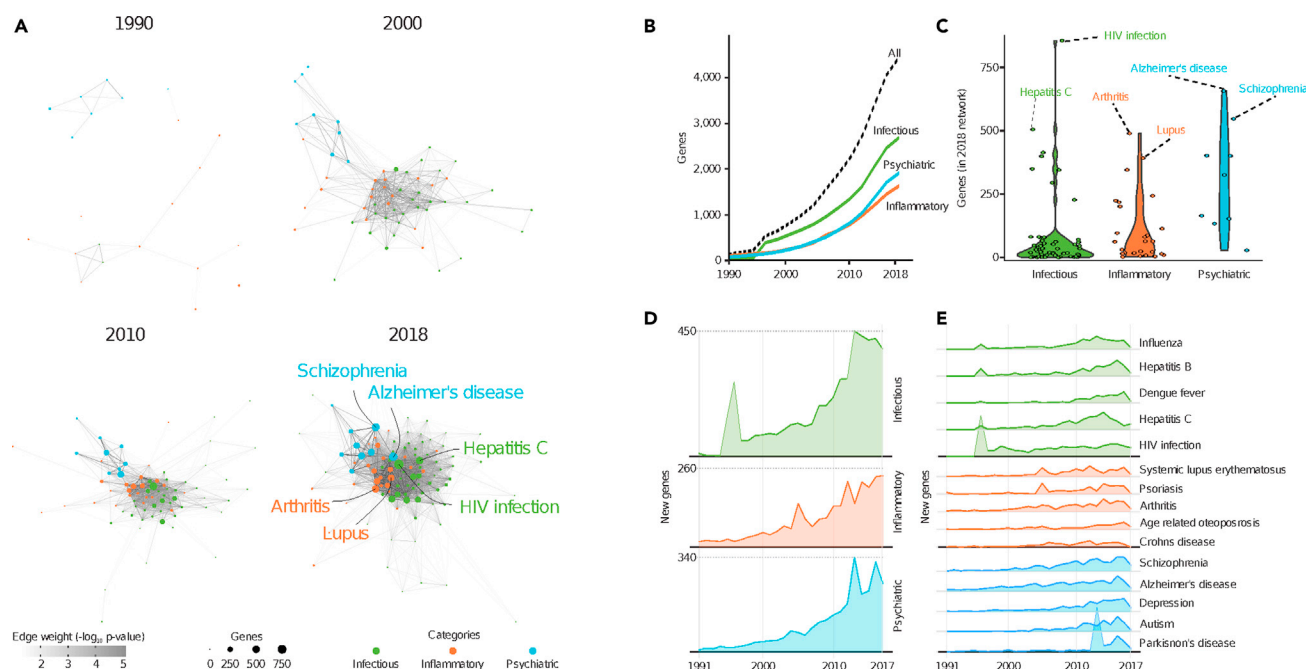 A
1990
2000
2010
2018
Schizophrenia
Alzheimer's disease
Hepatitis C
HIV infection
Arthritis
Lupus
Edge weight (-log₁₀ p-value)
2 3 4 5
Genes
0 250 500 750
Categories
Infectious Inflammatory Psychiatric
B
Genes
4,000
3,000
2,000
1,000
0
1990 2000 2010 2018
All
Infectious
Psychiatric
Inflammatory
C
Genes (in 2018 network)
750
500
250
0
HIV infection
Alzheimer's disease
Hepatitis C
Arthritis
Schizophrenia
Lupus
Infectious Inflammatory Psychiatric
D
450
Infectious
260
Inflammatory
New genes
340
Psychiatric
1991 2000 2010 2017
E
1991 2000 2010 2017
Influenza
Hepatitis B
Dengue fever
Hepatitis C
HIV infection
New genes
Systemic lupus erythematosus
Psoriasis
Arthritis
Age related oteoposrosis
Crohns disease
Schizophrenia
Alzheimer's disease
Depression
Autism
Parkisnon's disease
1991 2000 2010 2017